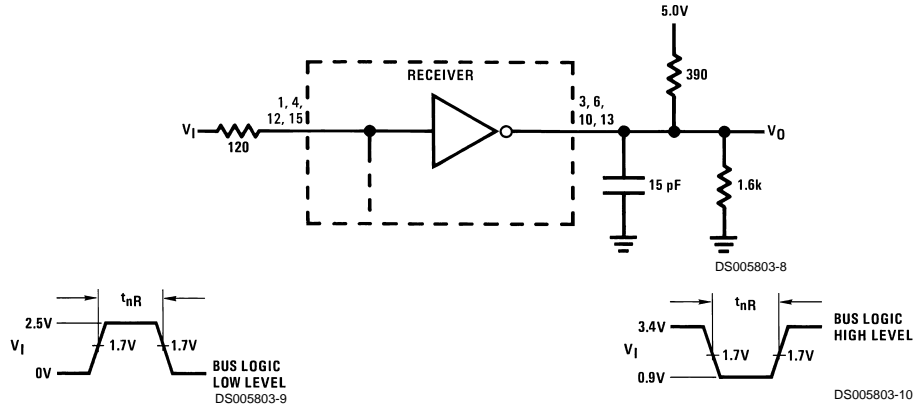 5.0V
390
RECEIVER
1, 4,
12, 15
3, 6,
10, 13
VI
120
VO
15 pF
1.6k
DS005803-8
tnR
2.5V
VI
1.7V
1.7V
0V
BUS LOGIC
LOW LEVEL
DS005803-9
tnR
3.4V
VI
1.7V
1.7V
0.9V
BUS LOGIC
HIGH LEVEL
DS005803-10